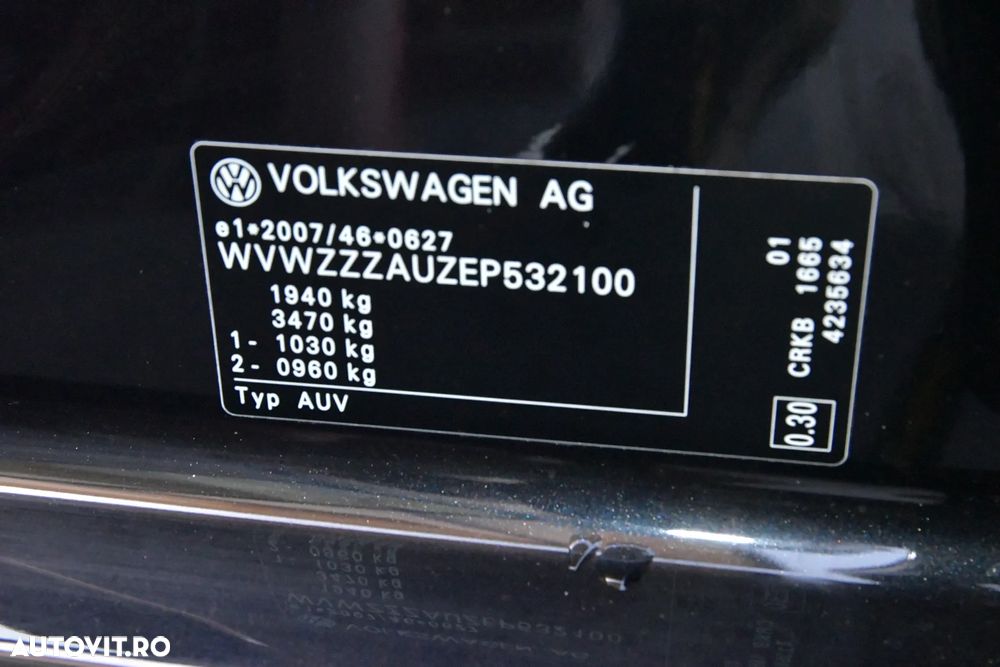 VOLKSWAGEN AG
e1*2007/46*0627
WVWZZZAUZEP532100
1940 kg
3470 kg
1- 1030 kg
2- 0960 kg
Typ AUV
01
CRKB 1665
4235634
0.30
AUTOVIT.RO